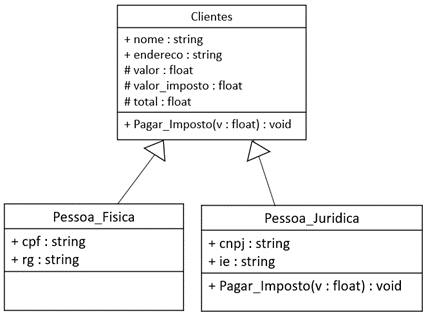 Clientes
+ nome : string
+ endereco : string
# valor : float
# valor_imposto : float
# total : float
+ Pagar_Imposto(v : float) : void
Pessoa_Fisica
+ cpf : string
+ rg : string
Pessoa_Juridica
+ cnpj : string
+ ie : string
+ Pagar_Imposto(v : float) : void